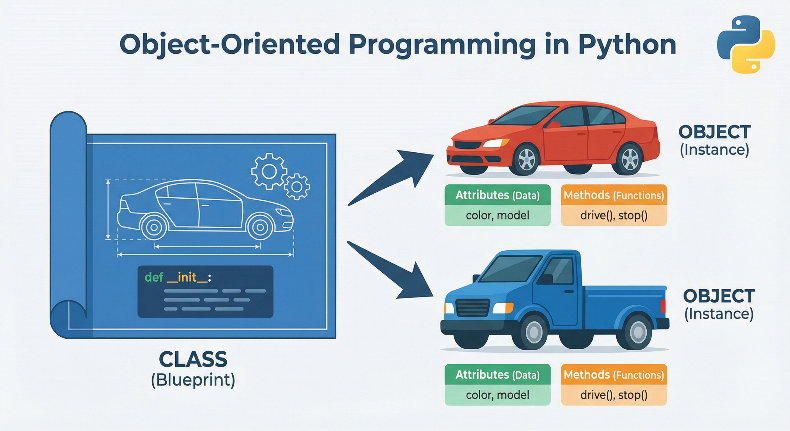 Object-Oriented Programming in Python
OBJECT
(Instance)
Attributes (Data)
color, model
Methods (Functions)
drive(), stop()
def __init__:
CLASS
(Blueprint)
OBJECT
(Instance)
Attributes (Data)
color, model
Methods (Functions)
drive(), stop()